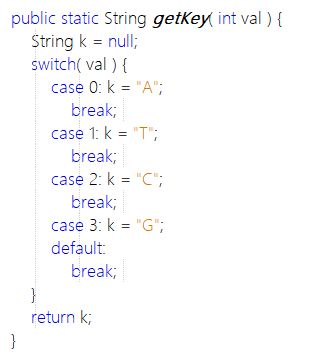 public static String getKey( int val ) {
String k = null;
switch( val ) {
case 0: k = "A";
break;
case 1: k = "T";
break;
case 2: k = "C";
break;
case 3: k = "G";
default:
break;
}
return k;
}